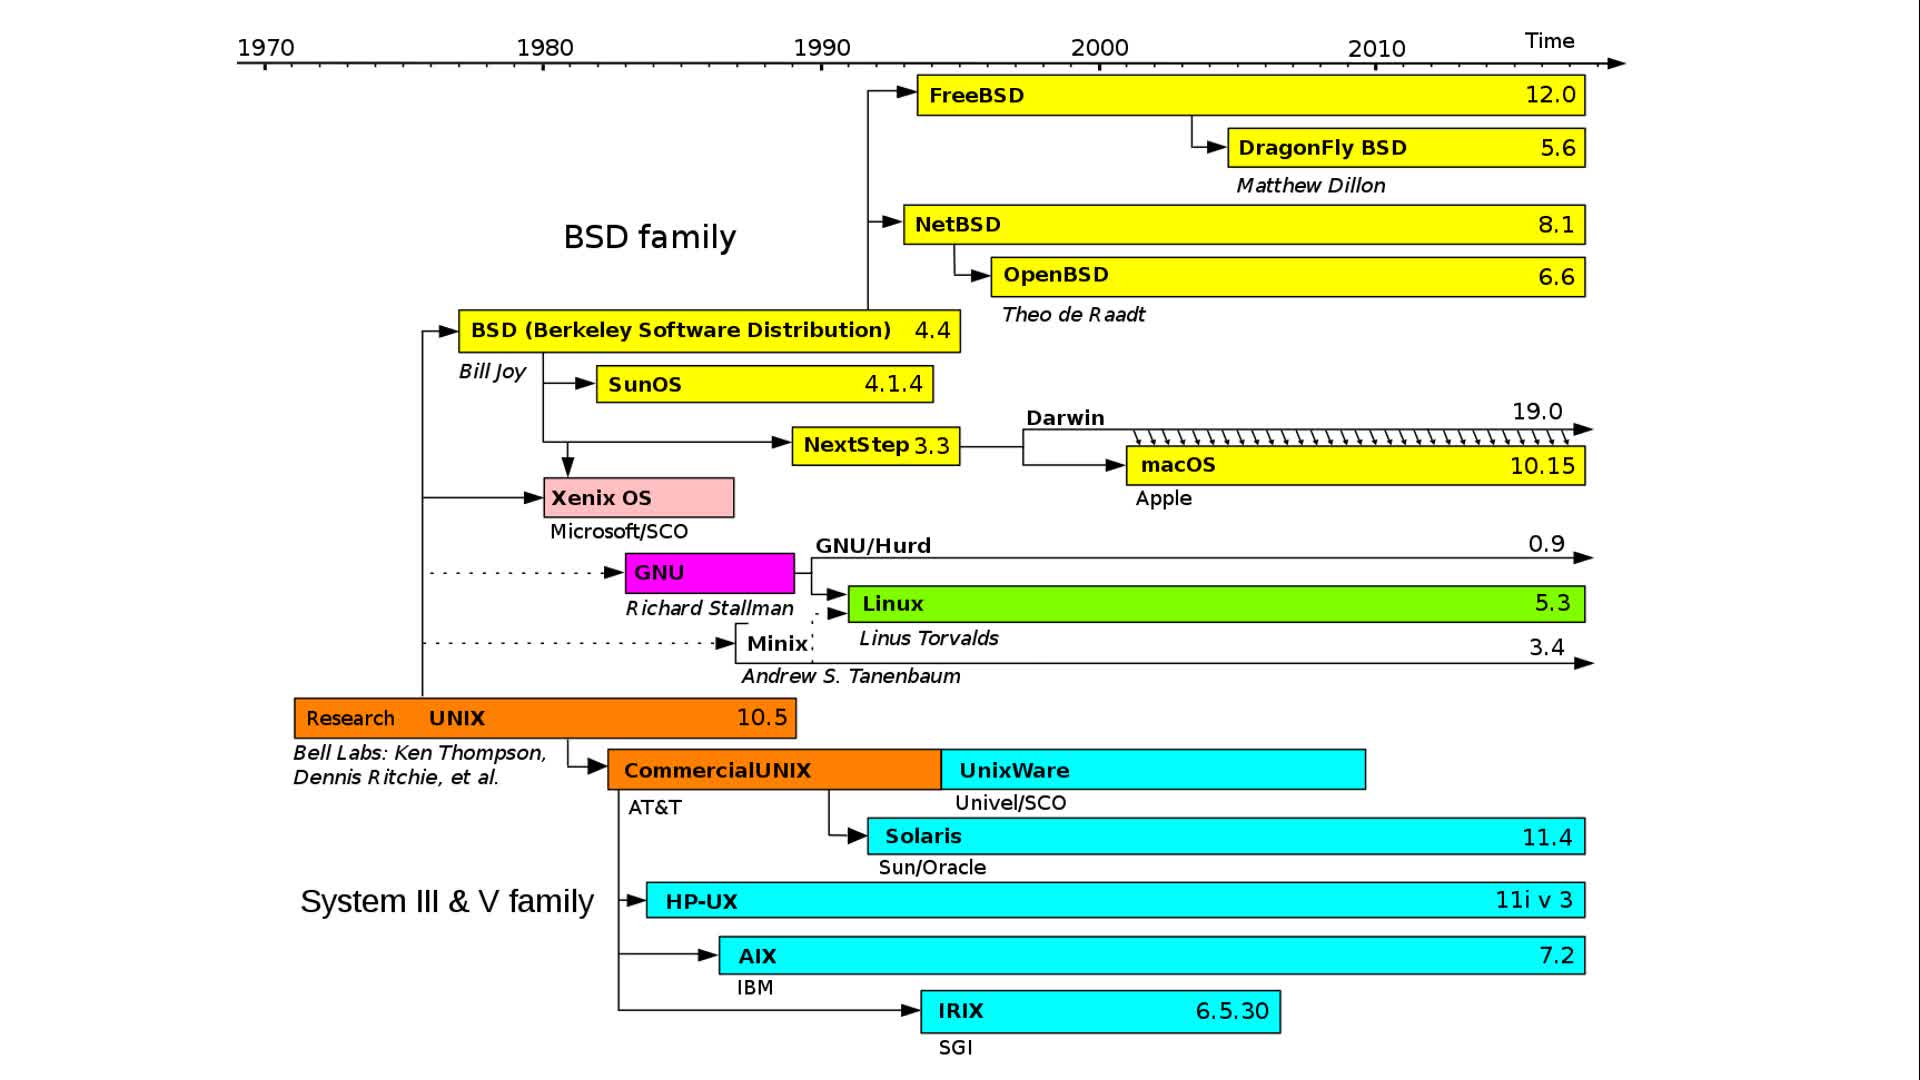 1970 1980 1990 2000 2010 Time
FreeBSD 12.0
DragonFly BSD 5.6
Matthew Dillon
NetBSD 8.1
BSD family
OpenBSD 6.6
Theo de Raadt
BSD (Berkeley Software Distribution) 4.4
Bill Joy
SunOS 4.1.4
Darwin 19.0
NextStep 3.3
macOS 10.15
Apple
Xenix OS
Microsoft/SCO
GNU/Hurd 0.9
GNU
Richard Stallman
Linux 5.3
Linus Torvalds
Minix 3.4
Andrew S. Tanenbaum
Research UNIX 10.5
Bell Labs: Ken Thompson,
Dennis Ritchie, et al.
CommercialUNIX UnixWare
AT&T Univel/SCO
Solaris 11.4
Sun/Oracle
System III & V family
HP-UX 11i v 3
AIX 7.2
IBM
IRIX 6.5.30
SGI